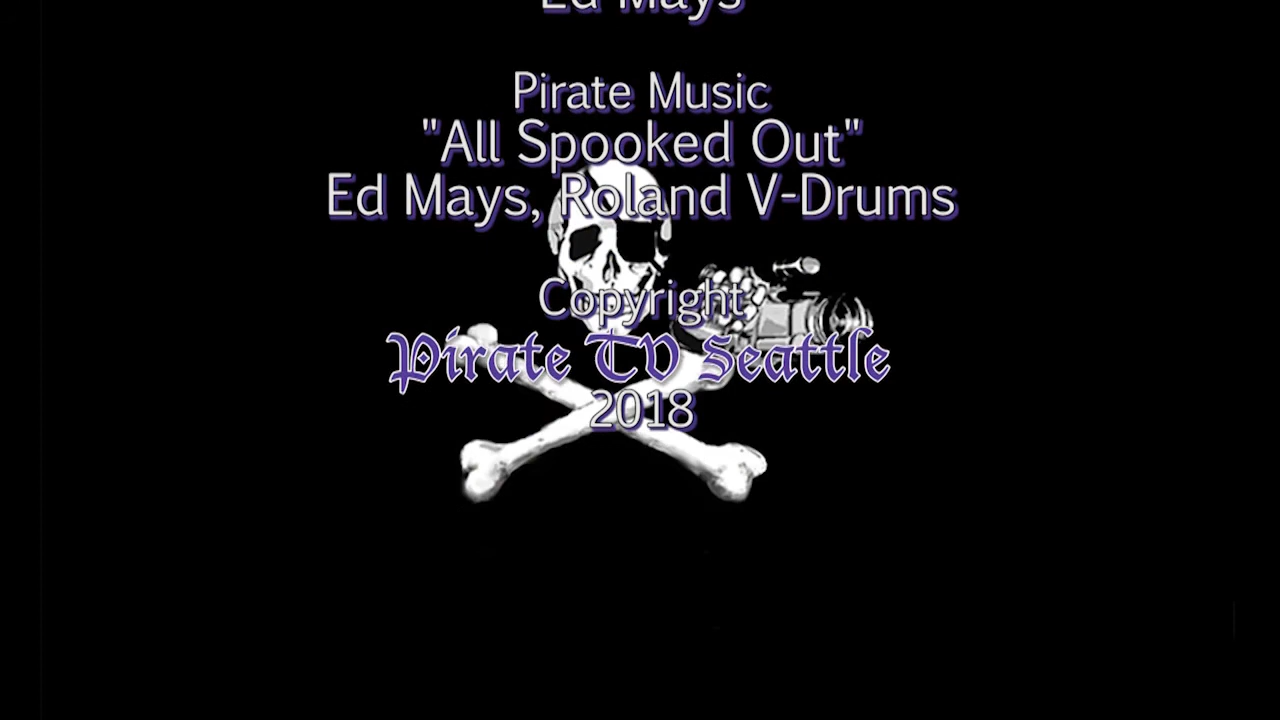 Ed Mays
Pirate Music
"All Spooked Out"
Ed Mays, Roland V-Drums
Copyright
Pirate TV Seattle
2018